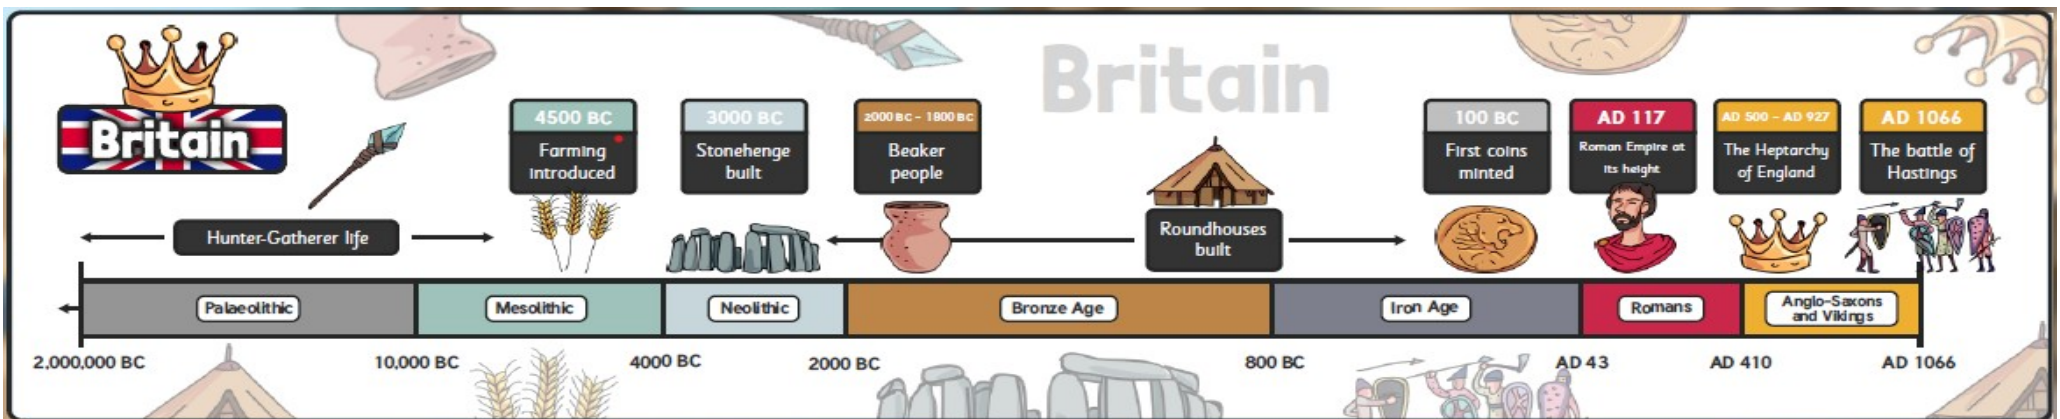 Britain
Britain
4500 BC
Farming
introduced
3000 BC
Stonehenge
built
2000 BC - 1800 BC
Beaker
people
100 BC
First coins
minted
AD 117
Roman Empire at
its height
AD 500 - AD 927
The Heptarchy
of England
AD 1066
The battle of
Hastings
Hunter-Gatherer life
Roundhouses
built
Palaeolithic
Mesolithic
Neolithic
Bronze Age
Iron Age
Romans
Anglo-Saxons
and Vikings
2,000,000 BC
10,000 BC
4000 BC
2000 BC
800 BC
AD 43
AD 410
AD 1066